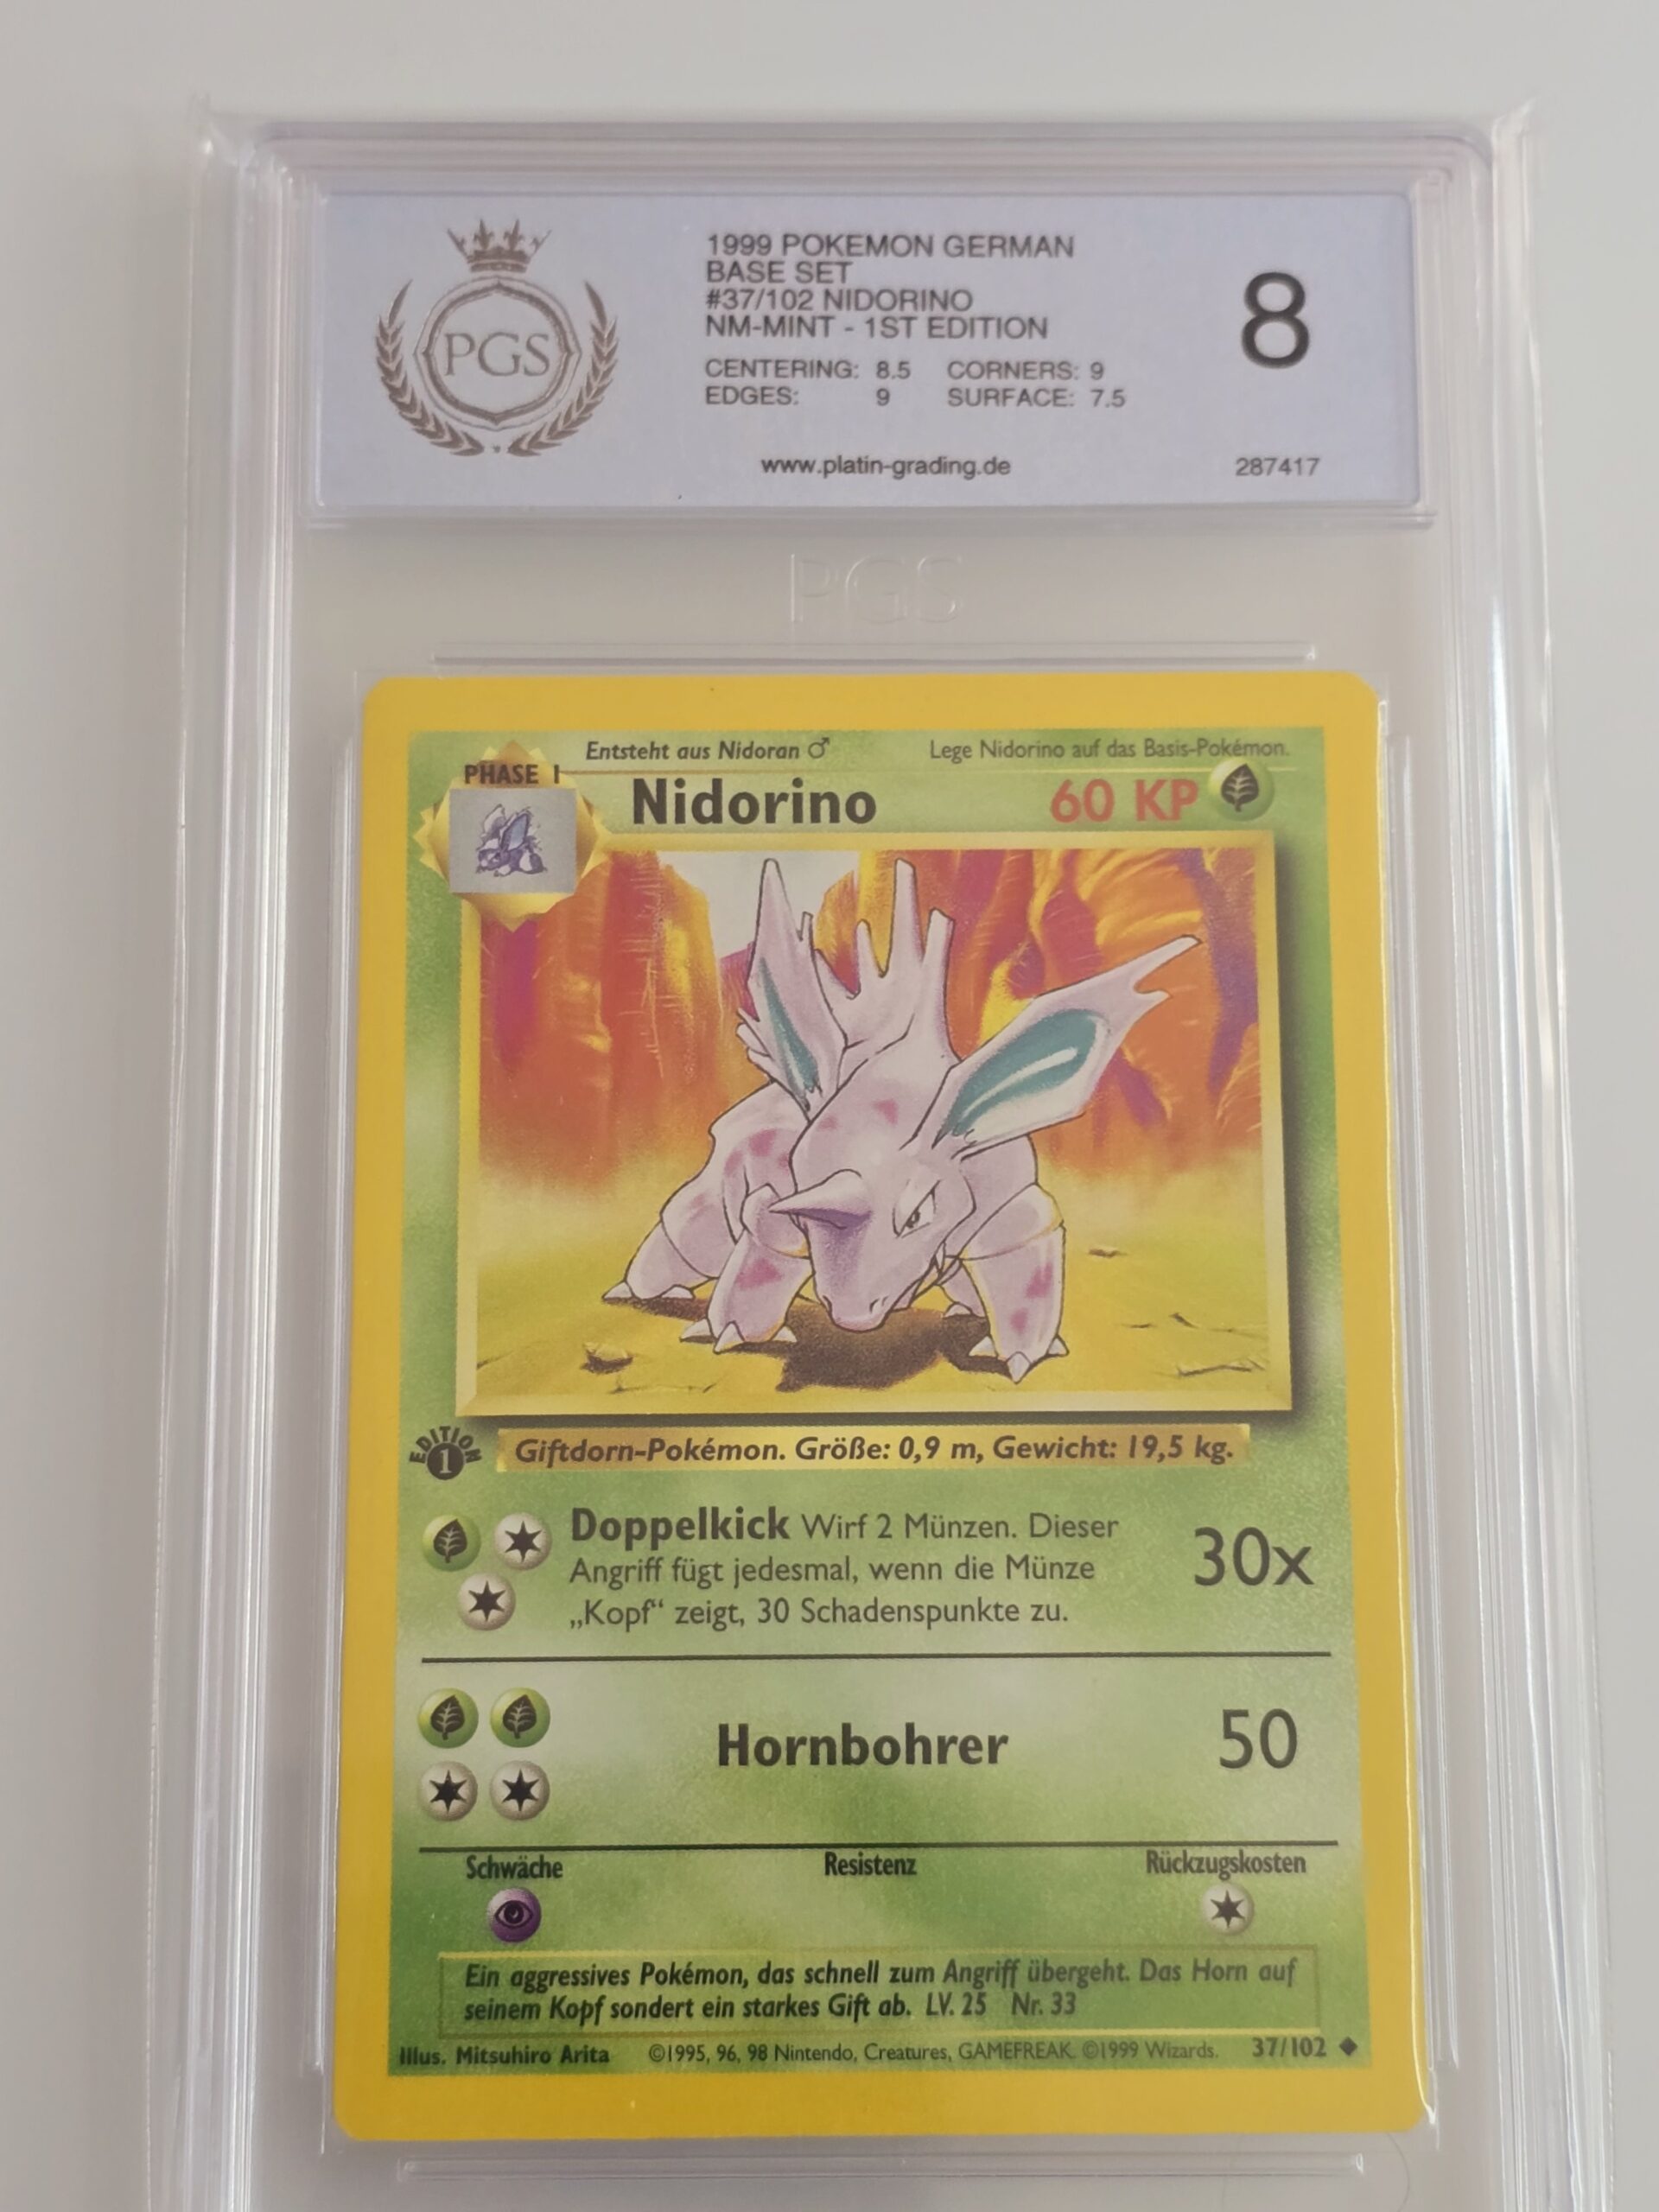 PGS
1999 POKEMON GERMAN
BASE SET
#37/102 NIDORINO
NM-MINT - 1ST EDITION
CENTERING: 8.5 CORNERS: 9
EDGES: 9 SURFACE: 7.5
8
www.platin-grading.de
287417
PGS
Entsteht aus Nidoran ♂ Lege Nidorino auf das Basis-Pokémon.
PHASE 1
Nidorino 60 KP
EDITION 1
Giftdorn-Pokémon. Größe: 0,9 m, Gewicht: 19,5 kg.
Doppelkick Wirf 2 Münzen. Dieser
Angriff fügt jedesmal, wenn die Münze
„Kopf“ zeigt, 30 Schadenspunkte zu.
30x
Hornbohrer 50
Schwäche Resistenz Rückzugskosten
Ein aggressives Pokémon, das schnell zum Angriff übergeht. Das Horn auf
seinem Kopf sondert ein starkes Gift ab. LV. 25 Nr. 33
Illus. Mitsuhiro Arita ©1995, 96, 98 Nintendo, Creatures, GAMEFREAK. ©1999 Wizards. 37/102